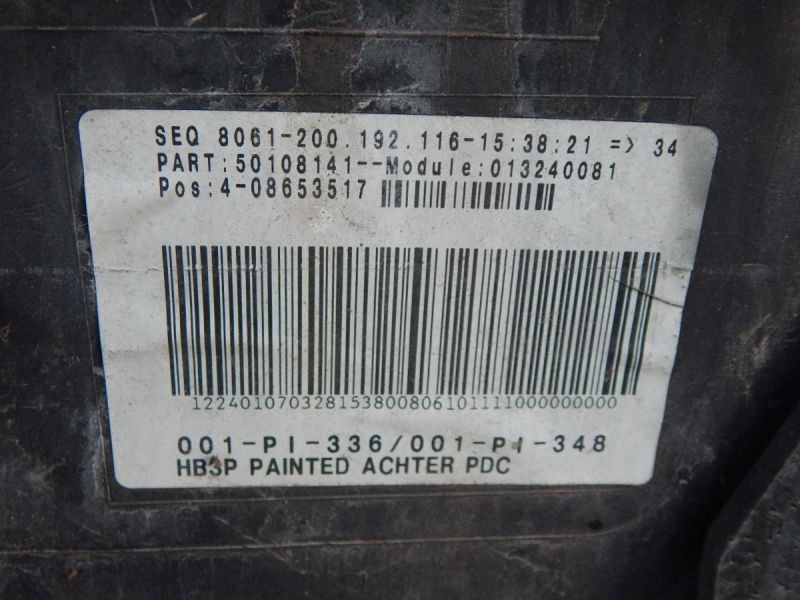 SEQ 8061-200.192.116-15:38:21 => 34
PART:50108141--Module:013240081
Pos:4-08653517
122401070328153800806101111000000000
001-PI-336/001-PI-348
HB3P PAINTED ACHTER PDC